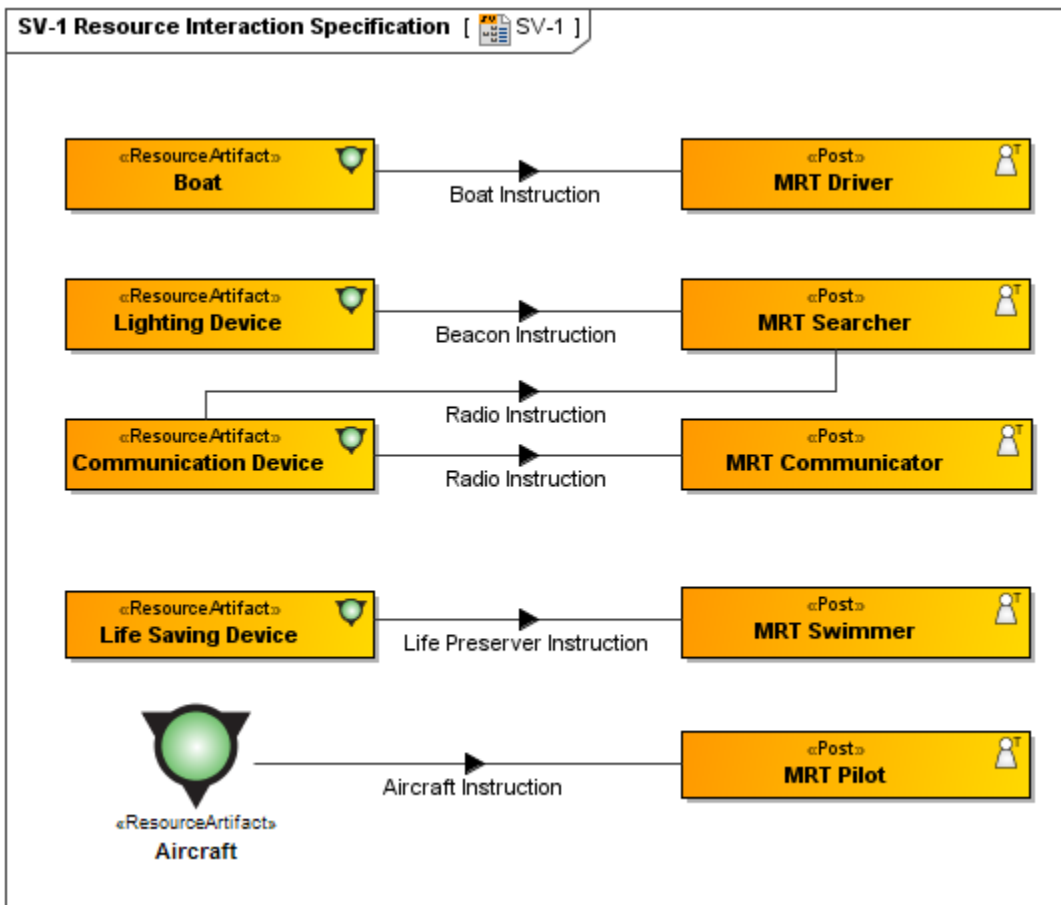 SV-1 Resource Interaction Specification [ SV-1 ]
«ResourceArtifact»
Boat
Boat Instruction
«Post»
MRT Driver
«ResourceArtifact»
Lighting Device
Beacon Instruction
«Post»
MRT Searcher
Radio Instruction
«ResourceArtifact»
Communication Device
Radio Instruction
«Post»
MRT Communicator
«ResourceArtifact»
Life Saving Device
Life Preserver Instruction
«Post»
MRT Swimmer
Aircraft Instruction
«Post»
MRT Pilot
«ResourceArtifact»
Aircraft